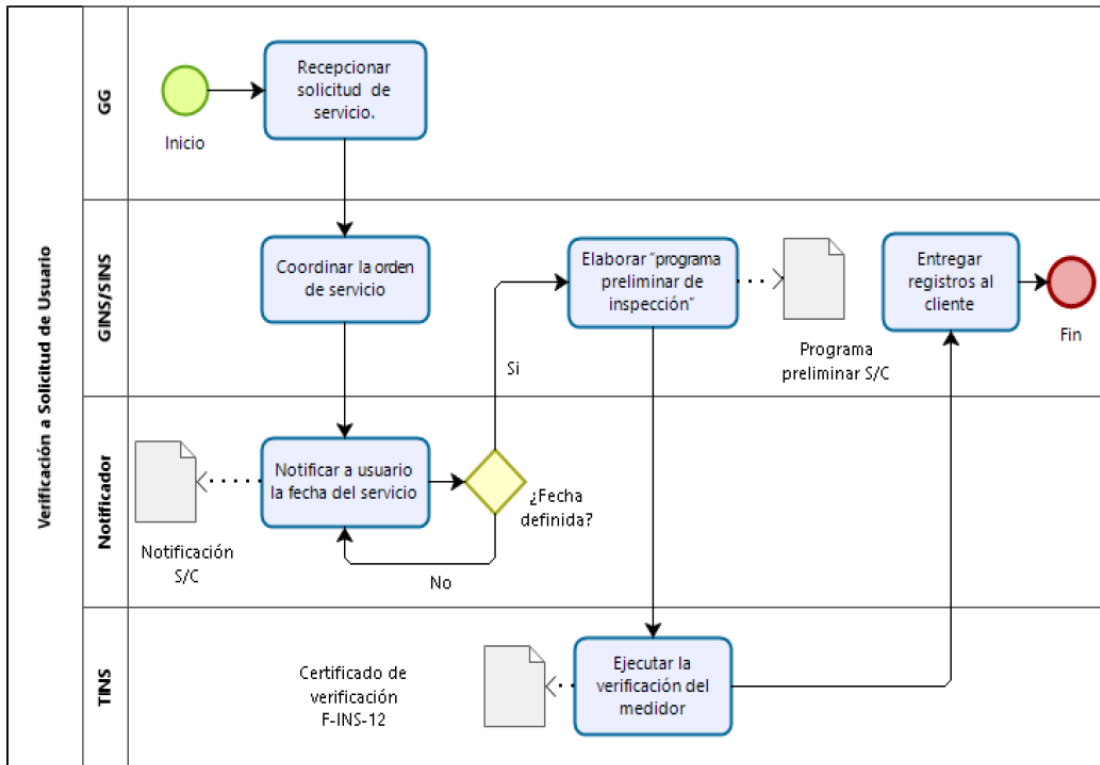 Verificación a Solicitud de Usuario
GG
Inicio
Recepcionar
solicitud de
servicio.
GINS/SINS
Coordinar la orden
de servicio
Elaborar “programa
preliminar de
inspección”
Programa
preliminar S/C
Entregar
registros al
cliente
Fin
Si
Notificador
Notificación
S/C
Notificar a usuario
la fecha del servicio
¿Fecha
definida?
No
TINS
Certificado de
verificación
F-INS-12
Ejecutar la
verificación del
medidor